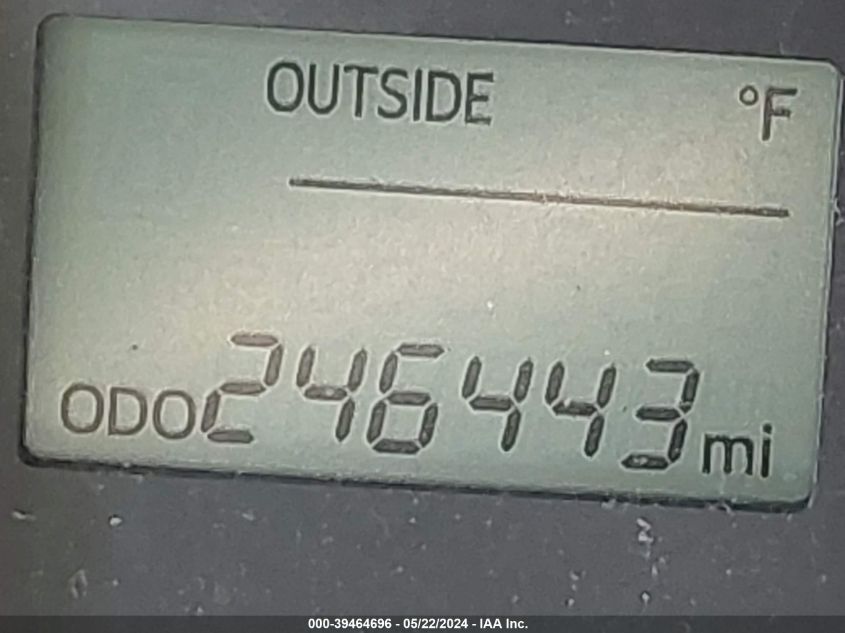 OUTSIDE °F
ODO 246443 mi
000-39464696 - 05/22/2024 - IAA Inc.